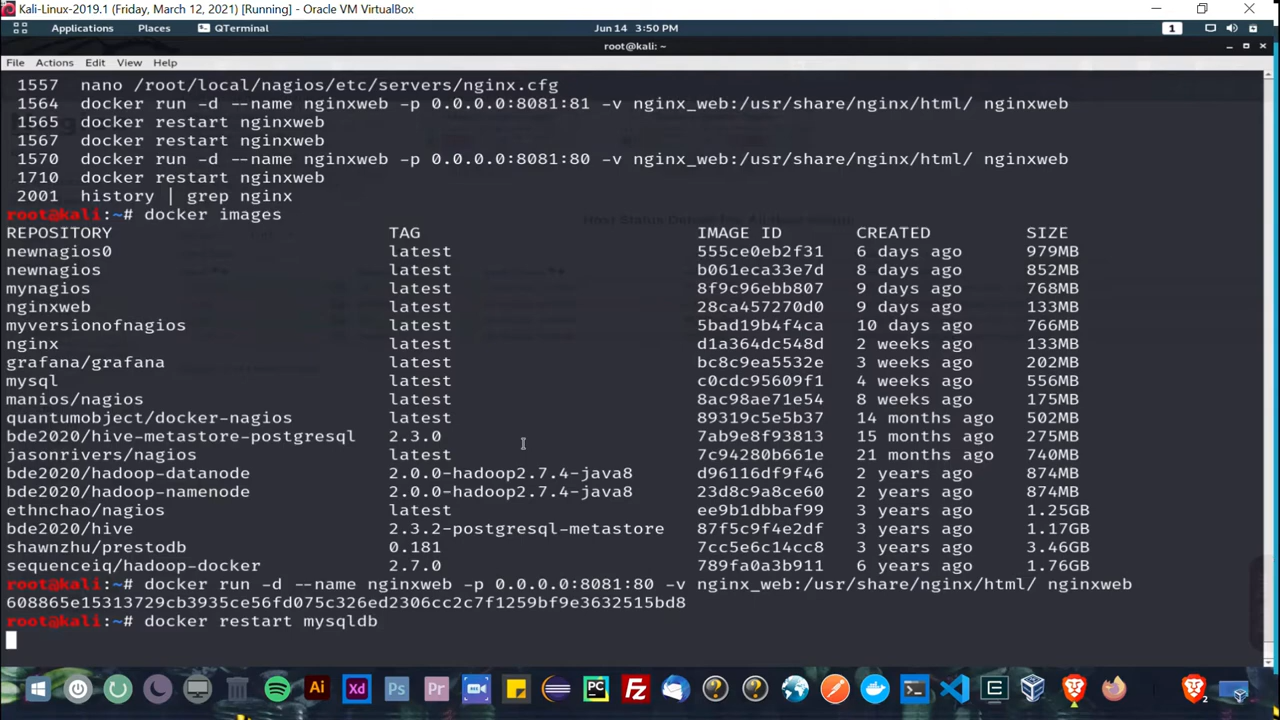 Kali-Linux-2019.1 (Friday, March 12, 2021) [Running] - Oracle VM VirtualBox
Applications Places QTerminal Jun 14 3:50 PM 1
root@kali: ~
File Actions Edit View Help
1557 nano /root/local/nagios/etc/servers/nginx.cfg
1564 docker run -d --name nginxweb -p 0.0.0.0:8081:81 -v nginx_web:/usr/share/nginx/html/ nginxweb
1565 docker restart nginxweb
1567 docker restart nginxweb
1570 docker run -d --name nginxweb -p 0.0.0.0:8081:80 -v nginx_web:/usr/share/nginx/html/ nginxweb
1710 docker restart nginxweb
2001 history | grep nginx
root@kali:~# docker images
REPOSITORY TAG IMAGE ID CREATED SIZE
newnagios0 latest 555ce0eb2f31 6 days ago 979MB
newnagios latest b061eca33e7d 8 days ago 852MB
mynagios latest 8f9c96ebb807 9 days ago 768MB
nginxweb latest 28ca457270d0 9 days ago 133MB
myversionofnagios latest 5bad19b4f4ca 10 days ago 766MB
nginx latest d1a364dc548d 2 weeks ago 133MB
grafana/grafana latest bc8c9ea5532e 3 weeks ago 202MB
mysql latest c0cdc95609f1 4 weeks ago 556MB
manios/nagios latest 8ac98ae71e54 8 weeks ago 175MB
quantumobject/docker-nagios latest 89319c5e5b37 14 months ago 502MB
bde2020/hive-metastore-postgresql 2.3.0 7ab9e8f93813 15 months ago 275MB
jasonrivers/nagios latest 7c94280b661e 21 months ago 740MB
bde2020/hadoop-datanode 2.0.0-hadoop2.7.4-java8 d96116df9f46 2 years ago 874MB
bde2020/hadoop-namenode 2.0.0-hadoop2.7.4-java8 23d8c9a8ce60 2 years ago 874MB
ethnchao/nagios latest ee9b1dbbaf99 3 years ago 1.25GB
bde2020/hive 2.3.2-postgresql-metastore 87f5c9f4e2df 3 years ago 1.17GB
shawnzhu/prestodb 0.181 7cc5e6c14cc8 3 years ago 3.46GB
sequenceiq/hadoop-docker 2.7.0 789fa0a3b911 6 years ago 1.76GB
root@kali:~# docker run -d --name nginxweb -p 0.0.0.0:8081:80 -v nginx_web:/usr/share/nginx/html/ nginxweb
608865e15313729cb3935ce56fd075c326ed2306cc2c7f1259bf9e3632515bd8
root@kali:~# docker restart mysqldb